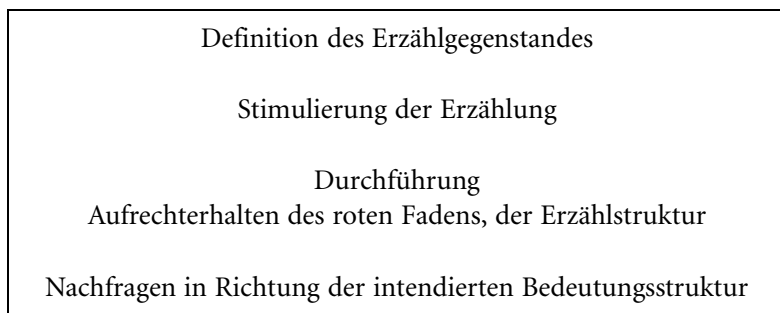 Definition des Erzählgegenstandes
Stimulierung der Erzählung
Durchführung
Aufrechterhalten des roten Fadens, der Erzählstruktur
Nachfragen in Richtung der intendierten Bedeutungsstruktur